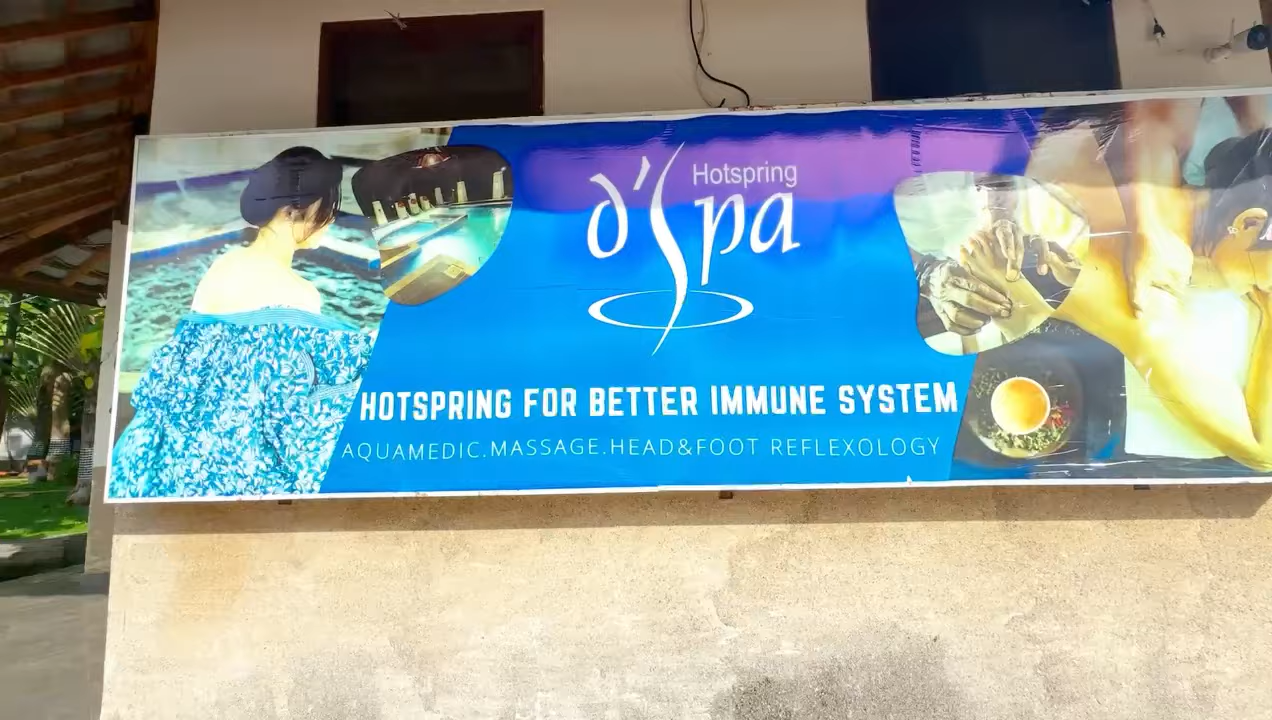 Hotspring
d'Spa
HOTSPRING FOR BETTER IMMUNE SYSTEM
AQUAMEDIC.MASSAGE.HEAD&FOOT REFLEXOLOGY